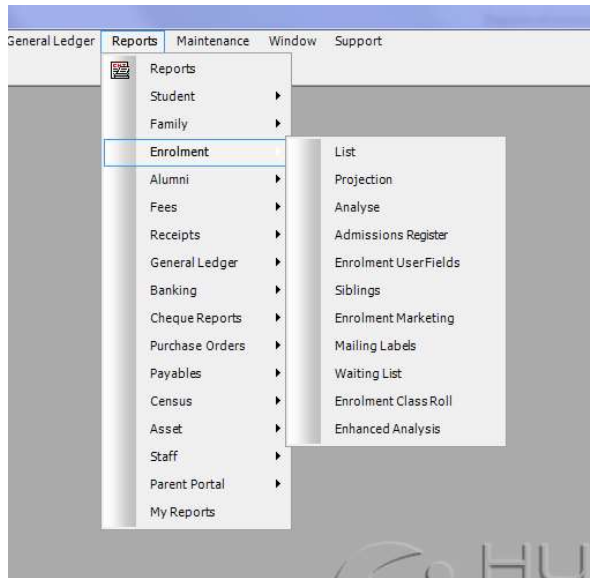 General Ledger Reports Maintenance Window Support
Reports
Student
Family
Enrolment
Alumni
Fees
Receipts
General Ledger
Banking
Cheque Reports
Purchase Orders
Payables
Census
Asset
Staff
Parent Portal
My Reports
List
Projection
Analyse
Admissions Register
Enrolment UserFields
Siblings
Enrolment Marketing
Mailing Labels
Waiting List
Enrolment Class Roll
Enhanced Analysis